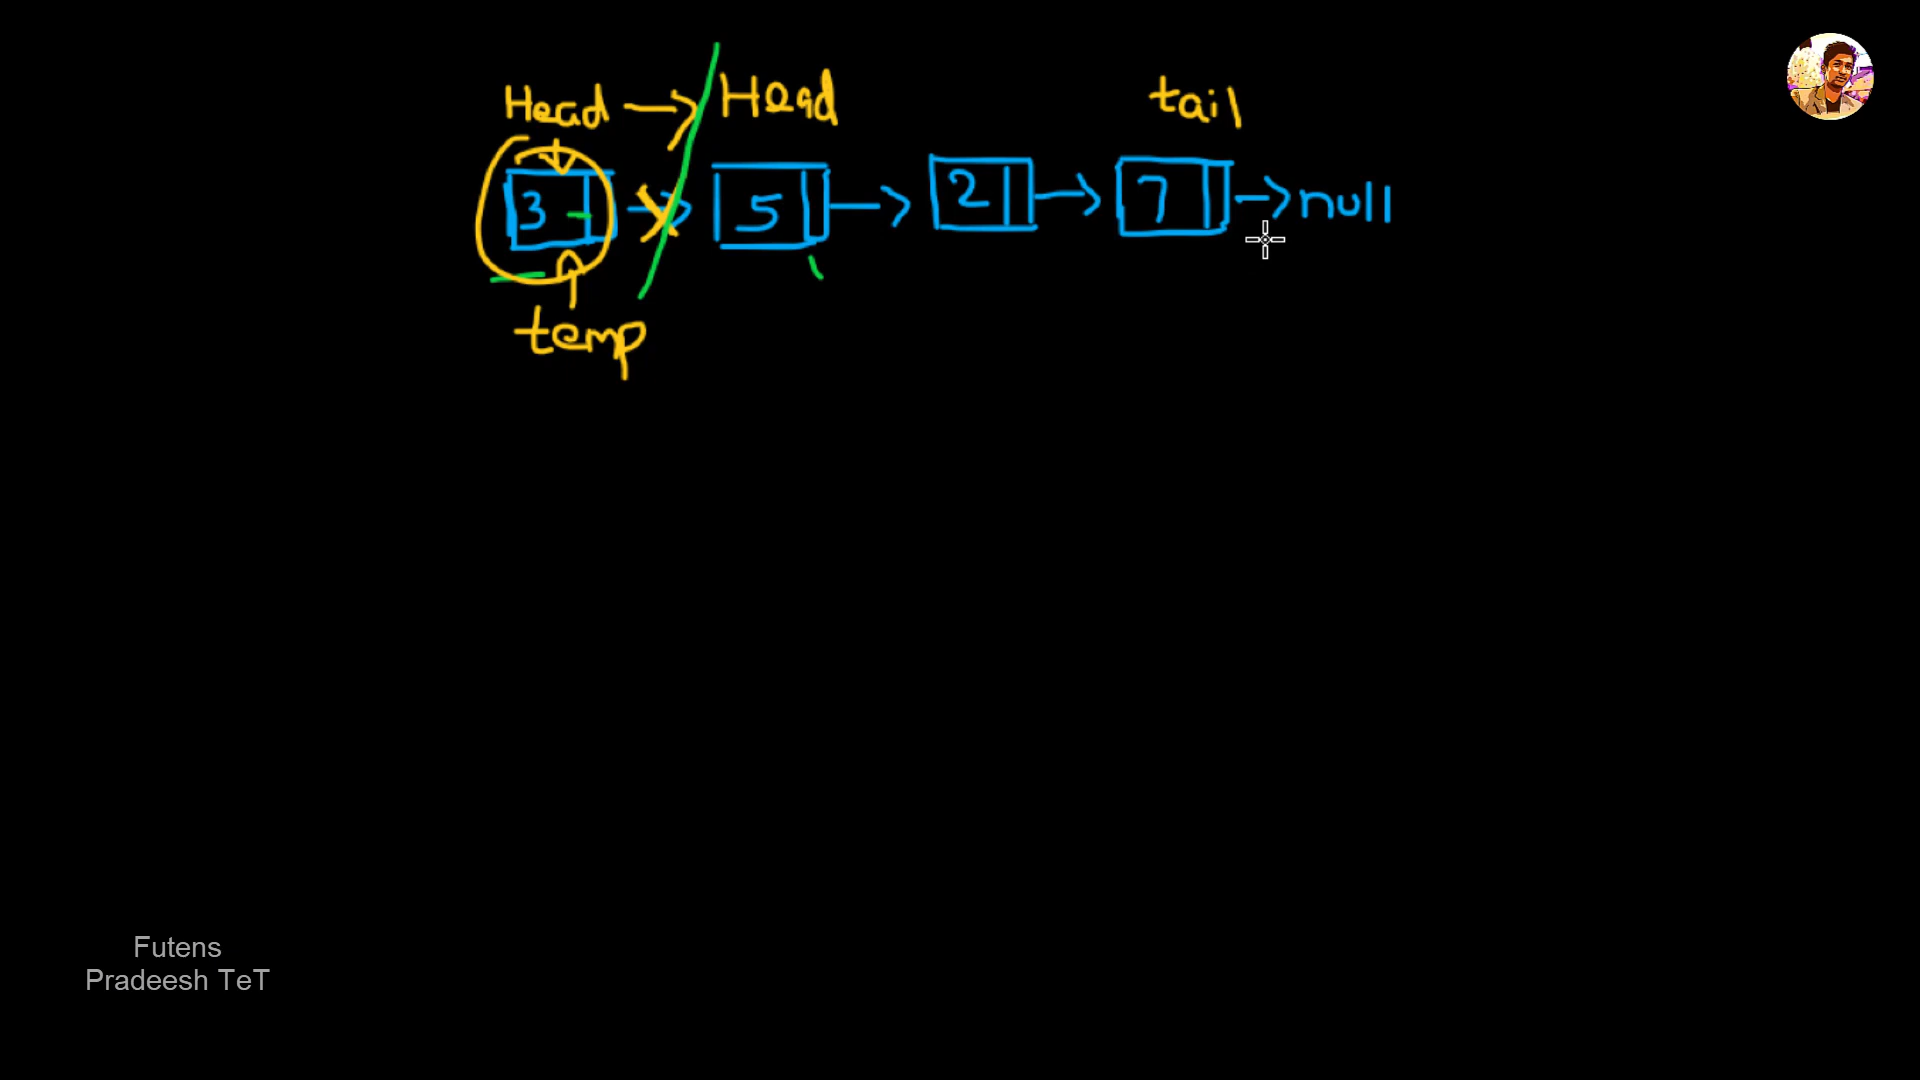 Head → Head tail
3 → 5 → 2 → 7 → null
temp
Futens
Pradeesh TeT